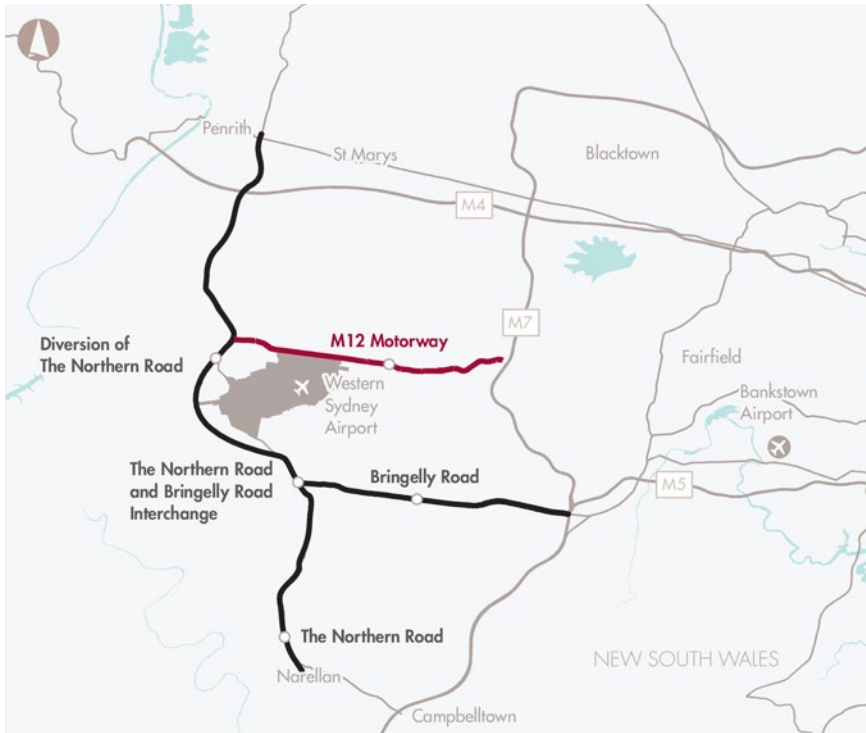 Penrith
St Marys
Blacktown
M4
M7
M12 Motorway
Diversion of
The Northern Road
Fairfield
Western
Sydney
Airport
Bankstown
Airport
The Northern Road
and Bringelly Road
Interchange
Bringelly Road
M5
The Northern Road
NEW SOUTH WALES
Narellan
Campbelltown